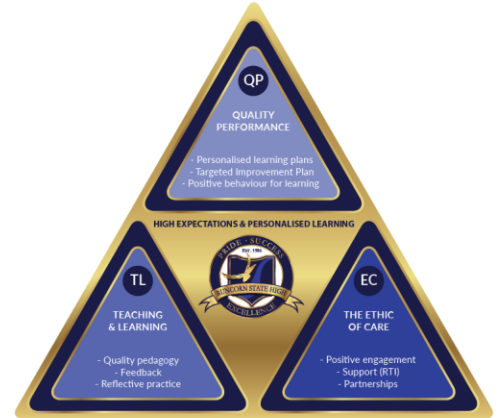 QP
QUALITY
PERFORMANCE
- Personalised learning plans
- Targeted Improvement Plan
- Positive behaviour for learning
HIGH EXPECTATIONS & PERSONALISED LEARNING
PRIDE - SUCCESS
EST. 1986
RUNCORN STATE HIGH
EXCELLENCE
TL
TEACHING
& LEARNING
- Quality pedagogy
- Feedback
- Reflective practice
EC
THE ETHIC
OF CARE
- Positive engagement
- Support (RTI)
- Partnerships